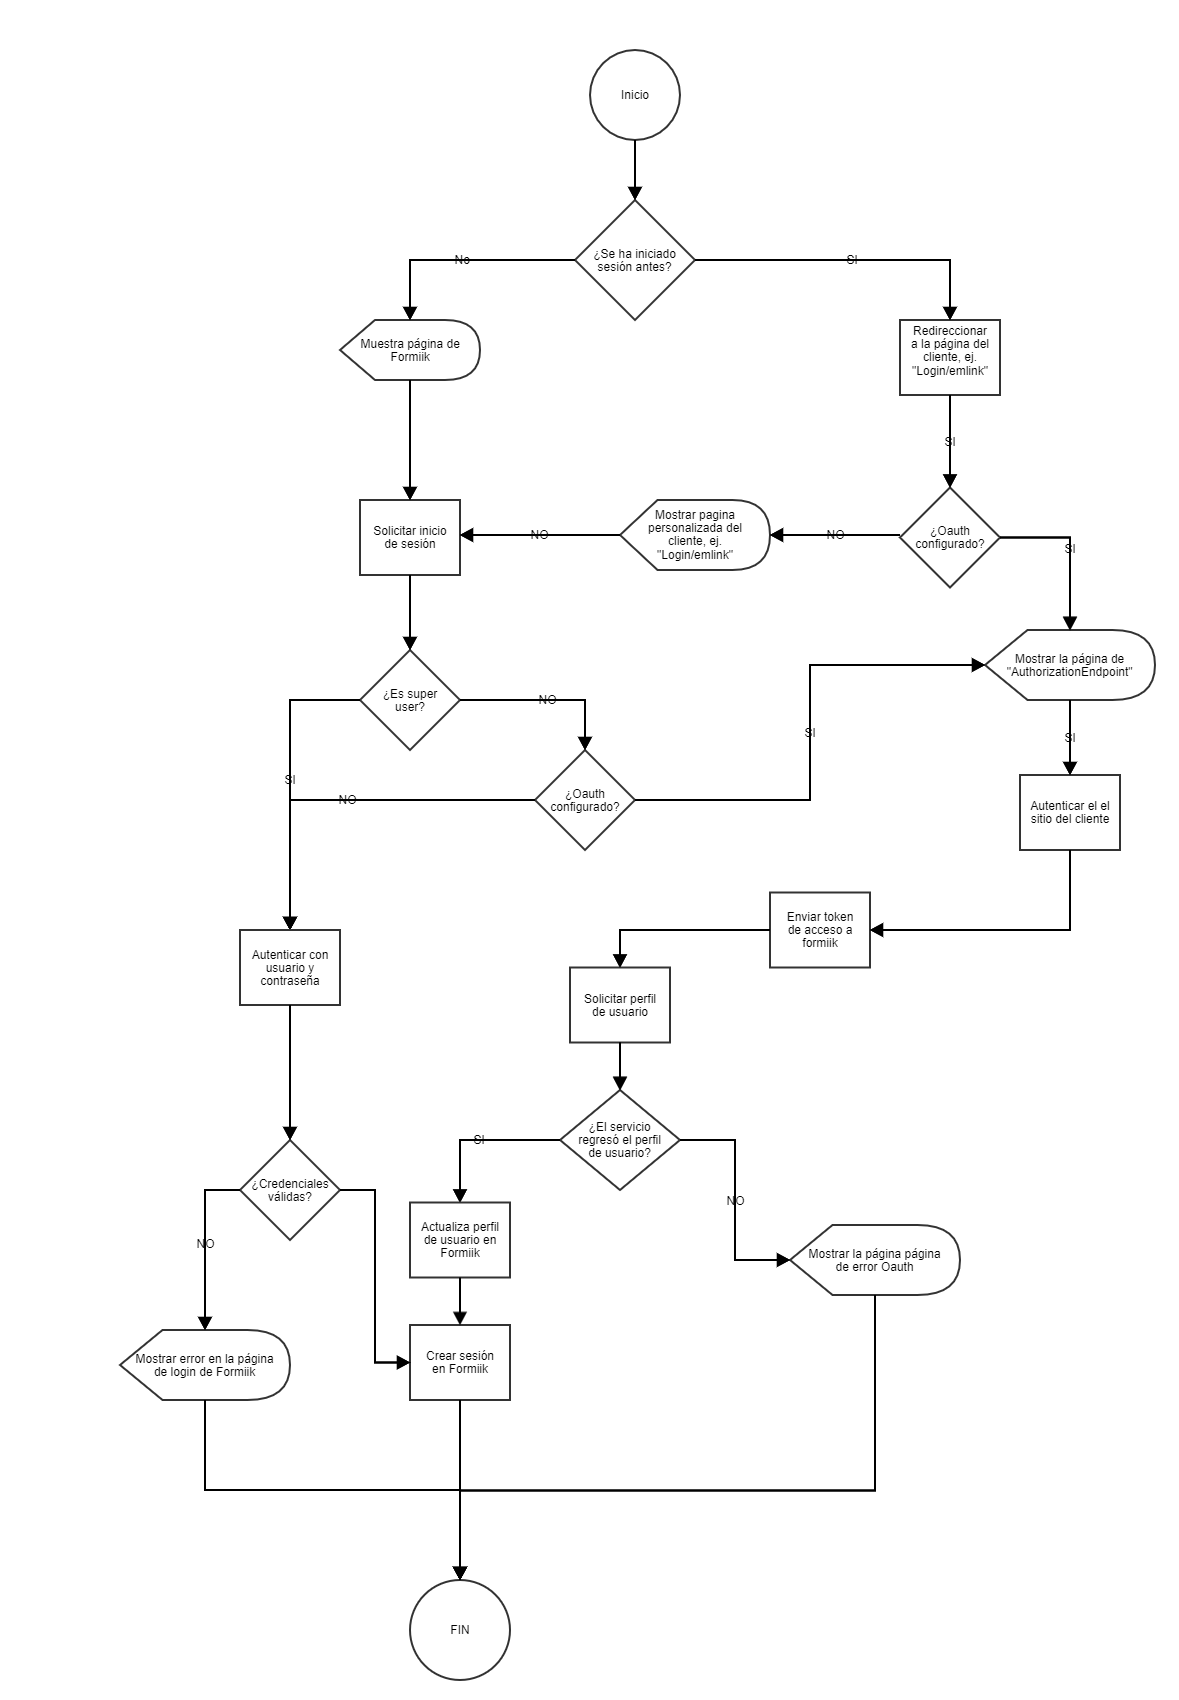 Inicio
¿Se ha iniciado
sesión antes?
No
SI
Muestra página de
Formiik
Redireccionar
a la página del
cliente, ej.
"Login/emlink"
SI
Solicitar inicio
de sesión
NO
Mostrar pagina
personalizada del
cliente, ej.
"Login/emlink"
NO
¿Oauth
configurado?
SI
Mostrar la página de
"AuthorizationEndpoint"
¿Es super
user?
NO
SI
SI
SI
¿Oauth
configurado?
NO
Autenticar el el
sitio del cliente
Enviar token
de acceso a
formiik
Autenticar con
usuario y
contraseña
Solicitar perfil
de usuario
¿El servicio
regresó el perfil
de usuario?
SI
NO
¿Credenciales
válidas?
NO
Actualiza perfil
de usuario en
Formiik
Mostrar la página página
de error Oauth
Mostrar error en la página
de login de Formiik
Crear sesión
en Formiik
FIN